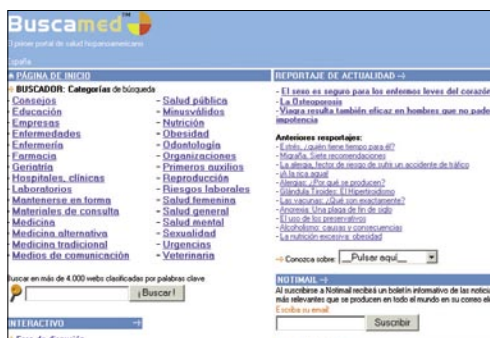 Buscamed
El primer portal de salud hispanoamericano
España
PÁGINA DE INICIO
BUSCADOR: Categorías de búsqueda
- Consejos
- Educación
- Empresas
- Enfermedades
- Enfermería
- Farmacia
- Geriatría
- Hospitales, clínicas
- Laboratorios
- Mantenerse en forma
- Materiales de consulta
- Medicina
- Medicina alternativa
- Medicina tradicional
- Medios de comunicación
- Salud pública
- Minusválidos
- Nutrición
- Obesidad
- Odontología
- Organizaciones
- Primeros auxilios
- Reproducción
- Riesgos laborales
- Salud femenina
- Salud general
- Salud mental
- Sexualidad
- Urgencias
- Veterinaria
Buscar en más de 4.000 webs clasificadas por palabras clave
¡Buscar!
INTERACTIVO
REPORTAJE DE ACTUALIDAD
- El sexo es seguro para los enfermos leves del corazón
- La Osteoporosis
- Viagra resulta también eficaz en hombres que no pade
impotencia
Anteriores resportajes:
- Estrés, ¿quién tiene tiempo para él?
- Migraña. Siete recomendaciones
- La alergia, factor de riesgo de sufrir un accidente de tráfico
- ¡A la rica agua!
- Alergias: ¿Por qué se producen?
- Glándula Tiroides: El Hipertiroidismo
- Las vacunas: ¿Qué son exactamente?
- Anorexia: Una plaga de fin de siglo
- El uso de los preservativos
- Alcoholismo: causas y consecuencias
- La nutrición excesiva: obesidad
Conozca sobre: __Pulsar aquí__
NOTIMAIL
Al suscribirse a Notimail recibirá un boletín informativo de las noticia
más relevantes que se producen en todo el mundo en su correo ele
Escriba su email:
Suscribir